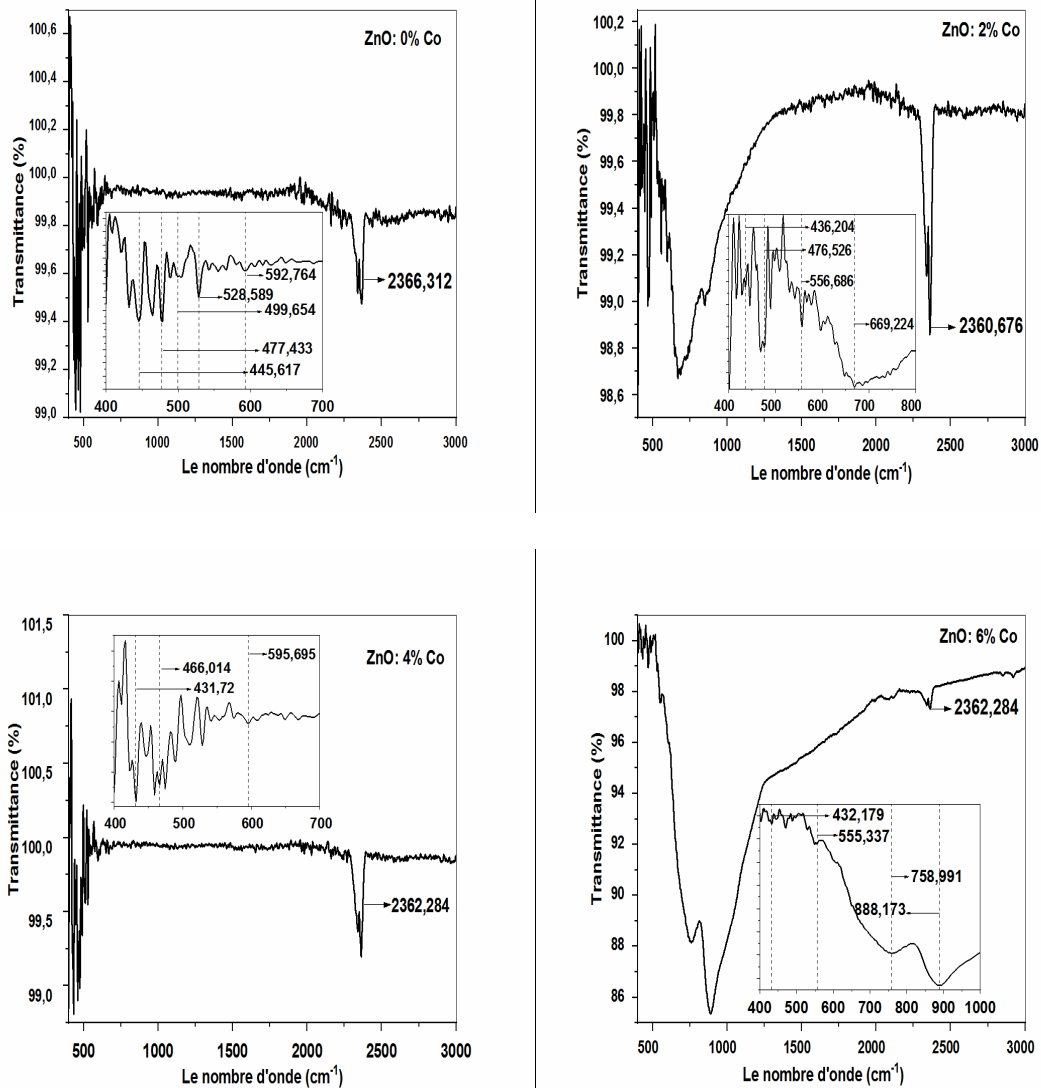 ZnO: 0% Co
Transmittance (%)
100,6
100,4
100,2
100,0
99,8
99,6
99,4
99,2
99,0
2366,312
592,764
528,589
499,654
477,433
445,617
400 500 600 700
500 1000 1500 2000 2500 3000
Le nombre d'onde (cm-1)
ZnO: 2% Co
Transmittance (%)
100,2
100,0
99,8
99,6
99,4
99,2
99,0
98,8
98,6
436,204
476,526
556,686
669,224
2360,676
400 500 600 700 800
500 1000 1500 2000 2500 3000
Le nombre d'onde (cm-1)
ZnO: 4% Co
Transmittance (%)
101,5
101,0
100,5
100,0
99,5
99,0
595,695
466,014
431,72
400 500 600 700
2362,284
500 1000 1500 2000 2500 3000
Le nombre d'onde (cm-1)
ZnO: 6% Co
Transmittance (%)
100
98
96
94
92
90
88
86
2362,284
432,179
555,337
758,991
888,173
400 500 600 700 800 900 1000
500 1000 1500 2000 2500 3000
Le nombre d'onde (cm-1)